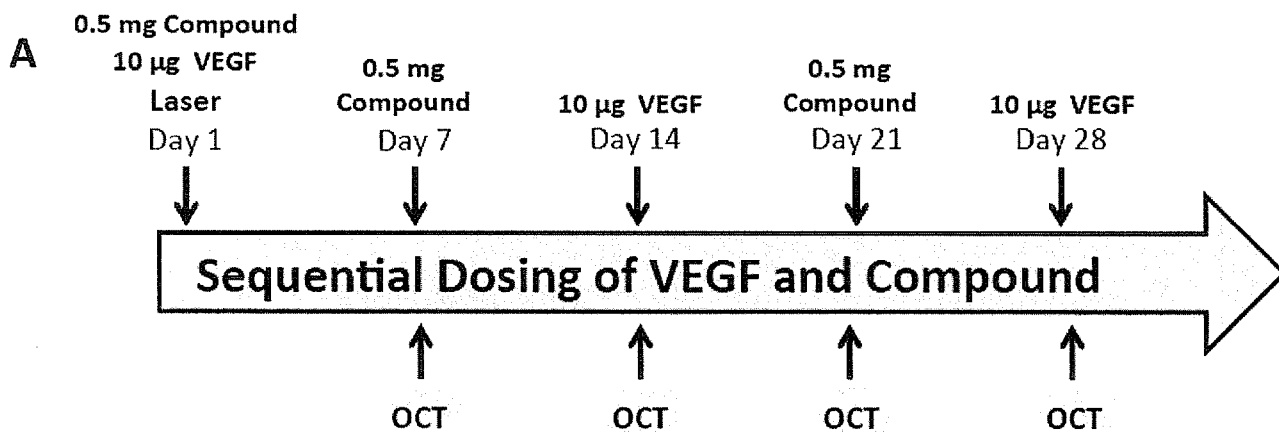 A
0.5 mg Compound
10 µg VEGF
Laser
Day 1
0.5 mg
Compound
Day 7
10 µg VEGF
Day 14
0.5 mg
Compound
Day 21
10 µg VEGF
Day 28
Sequential Dosing of VEGF and Compound
OCT
OCT
OCT
OCT